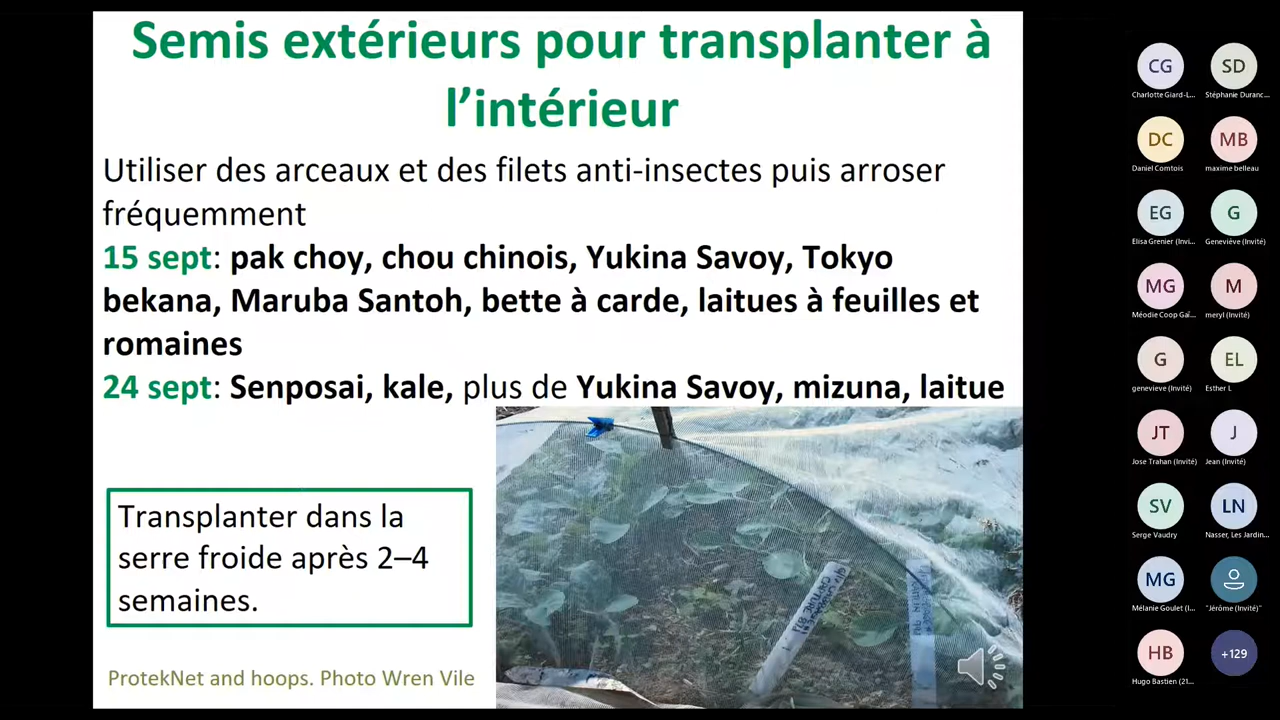 Semis extérieurs pour transplanter à
l’intérieur
Utiliser des arceaux et des filets anti-insectes puis arroser
fréquemment
15 sept: pak choy, chou chinois, Yukina Savoy, Tokyo
bekana, Maruba Santoh, bette à carde, laitues à feuilles et
romaines
24 sept: Senposai, kale, plus de Yukina Savoy, mizuna, laitue
Transplanter dans la
serre froide après 2–4
semaines.
ProtekNet and hoops. Photo Wren Vile
CG
SD
Charlotte Giard-L...
Stéphanie Duranc...
DC
MB
Daniel Comtois
maxime belleau
EG
G
Elisa Grenier (Invi...
Geneviève (Invité)
MG
M
Méodie Coop Gaï...
meryl (Invité)
G
EL
genevieve (Invité)
Esther L
JT
J
Jose Trahan (Invité)
Jean (Invité)
SV
LN
Serge Vaudry
Nasser, Les Jardin...
MG
Mélanie Goulet (I...
"Jérôme (Invité)"
HB
+129
Hugo Bastien (21...